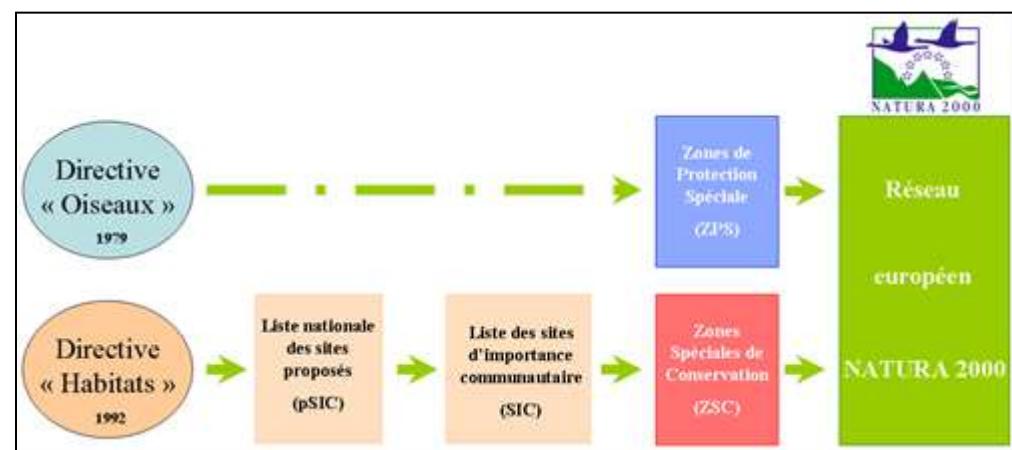 NATURA 2000
Directive
« Oiseaux »
1979
Zones de
Protection
Spéciale
(ZPS)
Réseau
européen
NATURA 2000
Directive
« Habitats »
1992
Liste nationale
des sites
proposés
(pSIC)
Liste des sites
d'importance
communautaire
(SIC)
Zones
Spéciales de
Conservation
(ZSC)